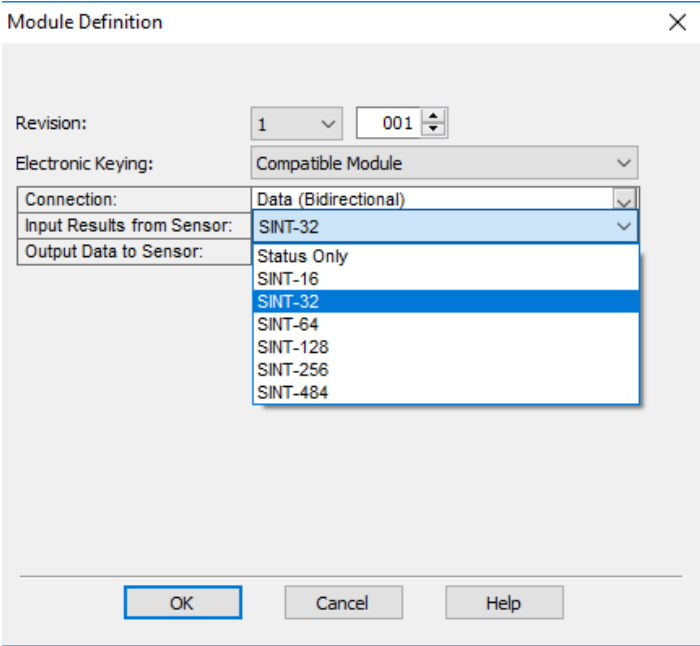 Module Definition
Revision: 1 001
Electronic Keying: Compatible Module
Connection: Data (Bidirectional)
Input Results from Sensor: SINT-32
Output Data to Sensor:
Status Only
SINT-16
SINT-32
SINT-64
SINT-128
SINT-256
SINT-484
OK Cancel Help